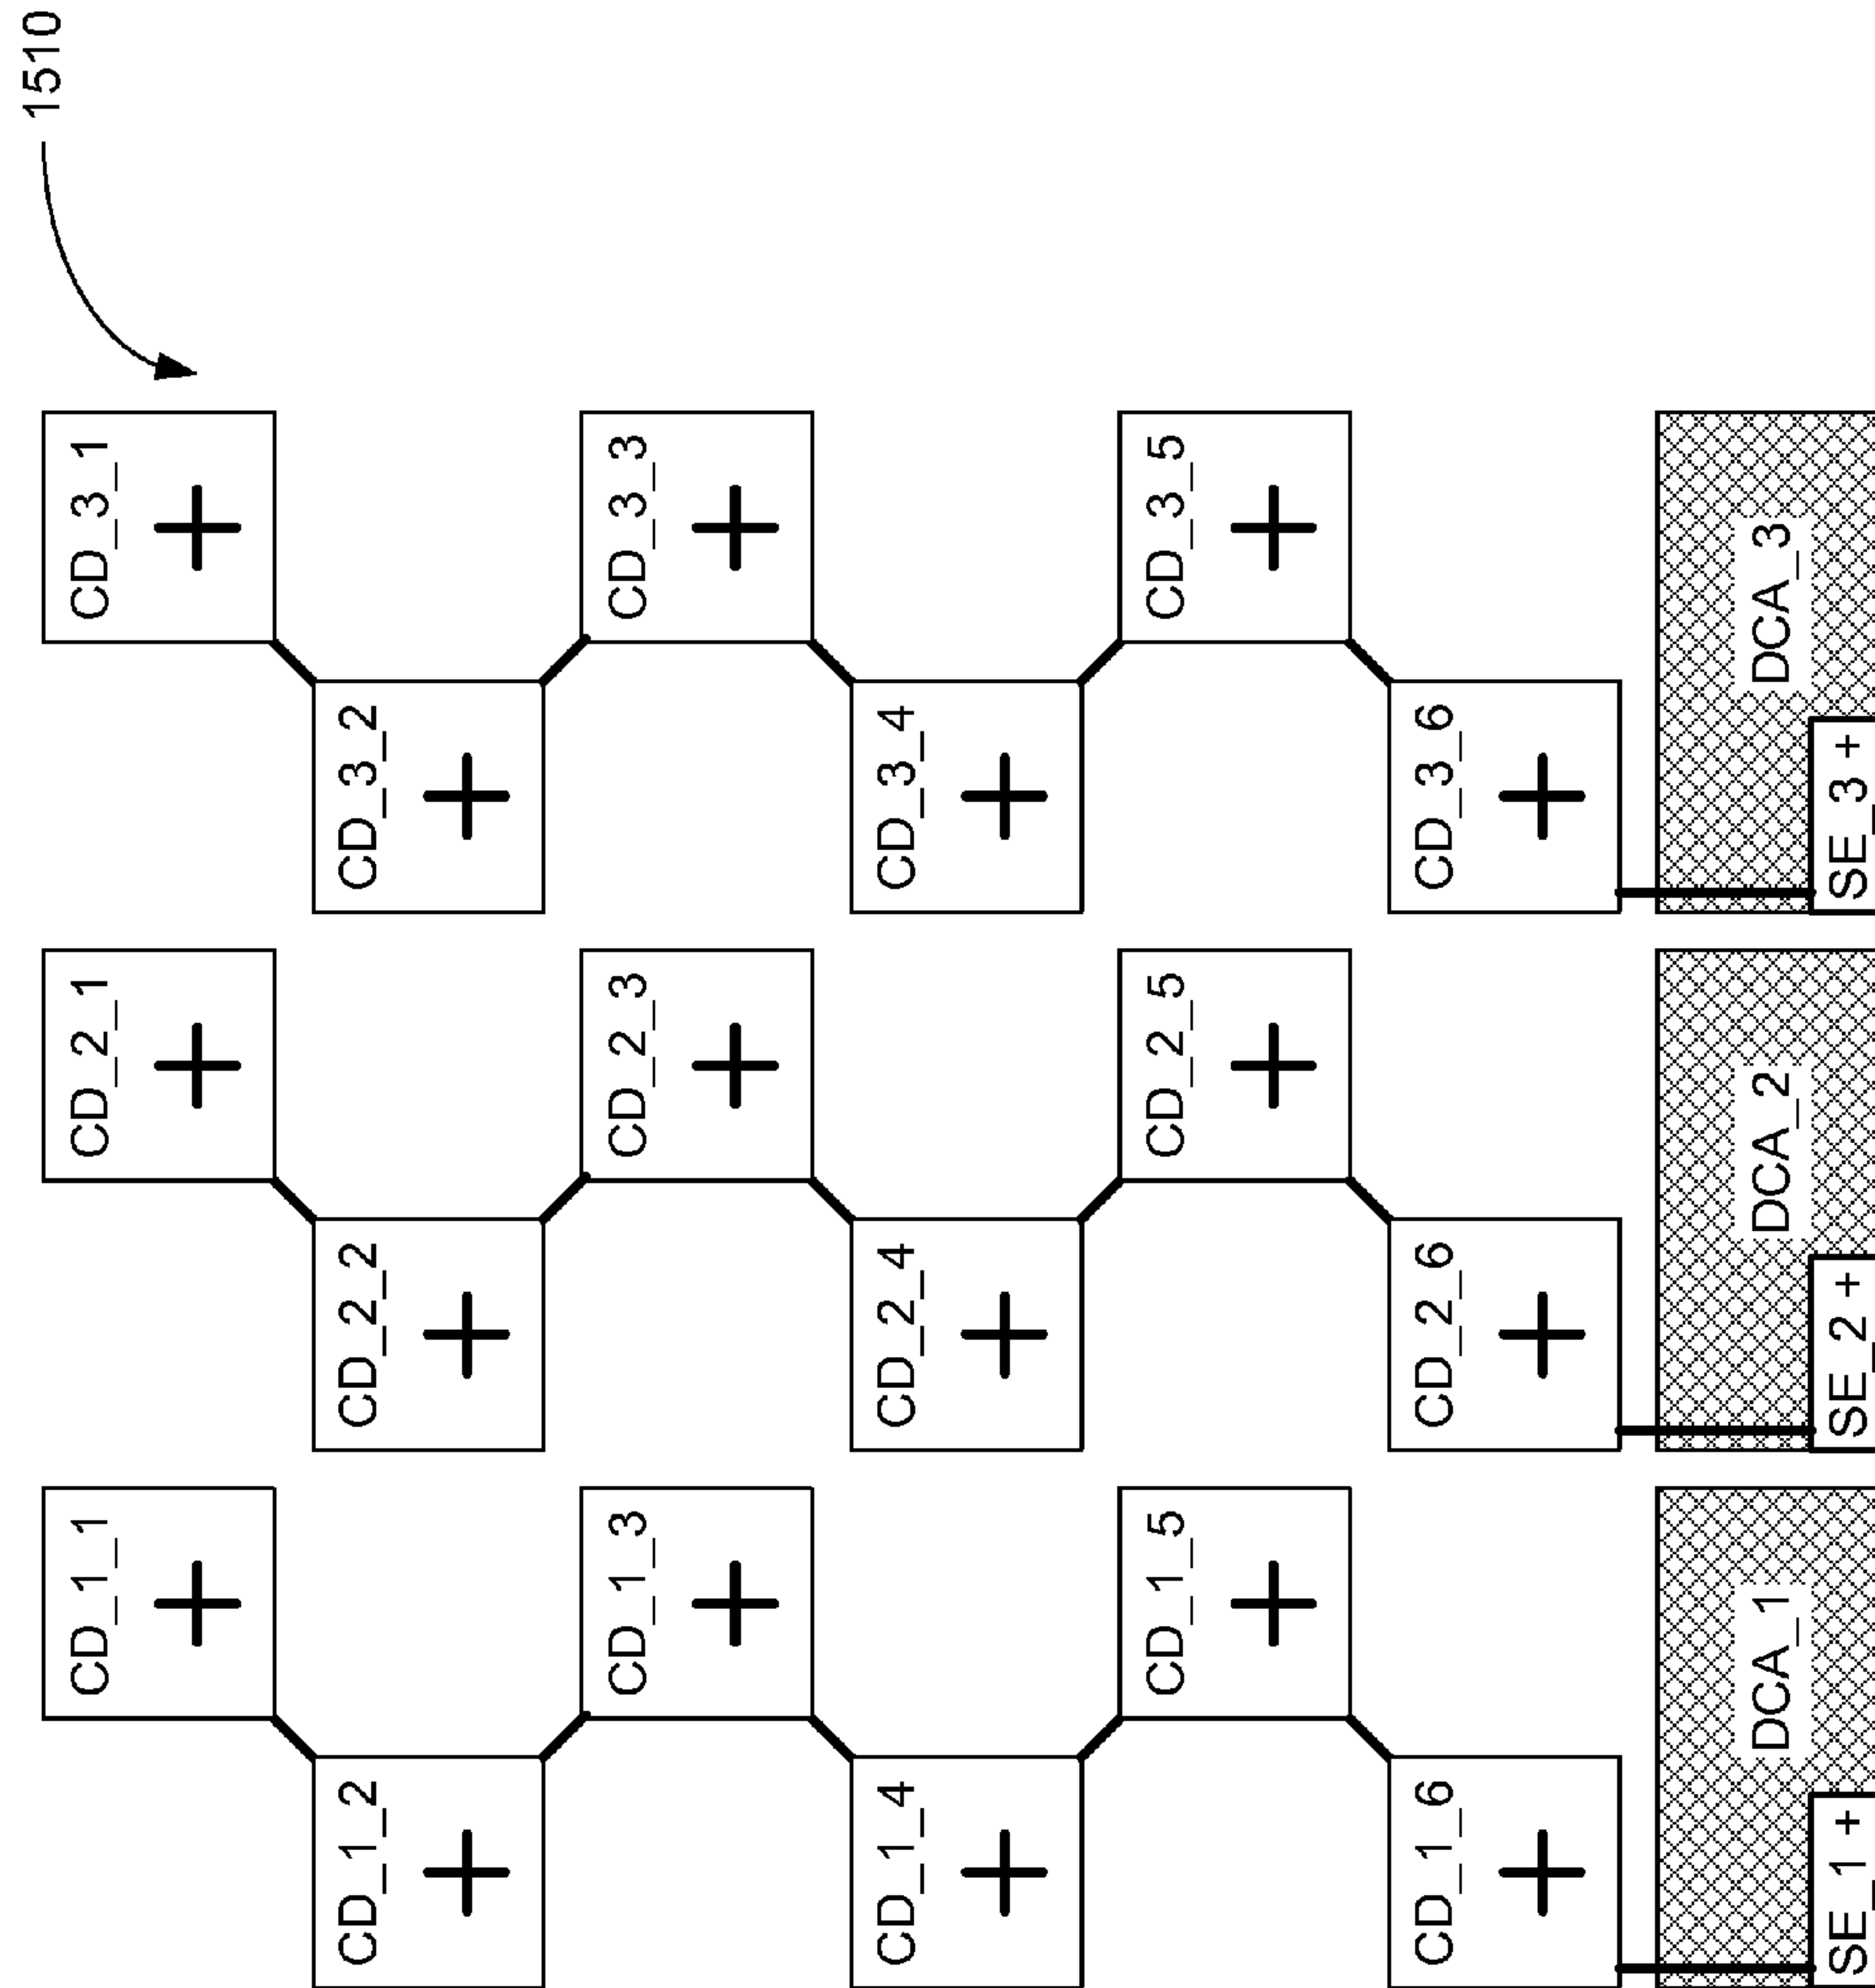 1510
CD_3_1
CD_3_2
CD_3_3
CD_3_4
CD_3_5
CD_3_6
DCA_3
SE_3 +
CD_2_1
CD_2_2
CD_2_3
CD_2_4
CD_2_5
CD_2_6
DCA_2
SE_2 +
CD_1_1
CD_1_2
CD_1_3
CD_1_4
CD_1_5
CD_1_6
DCA_1
SE_1 +